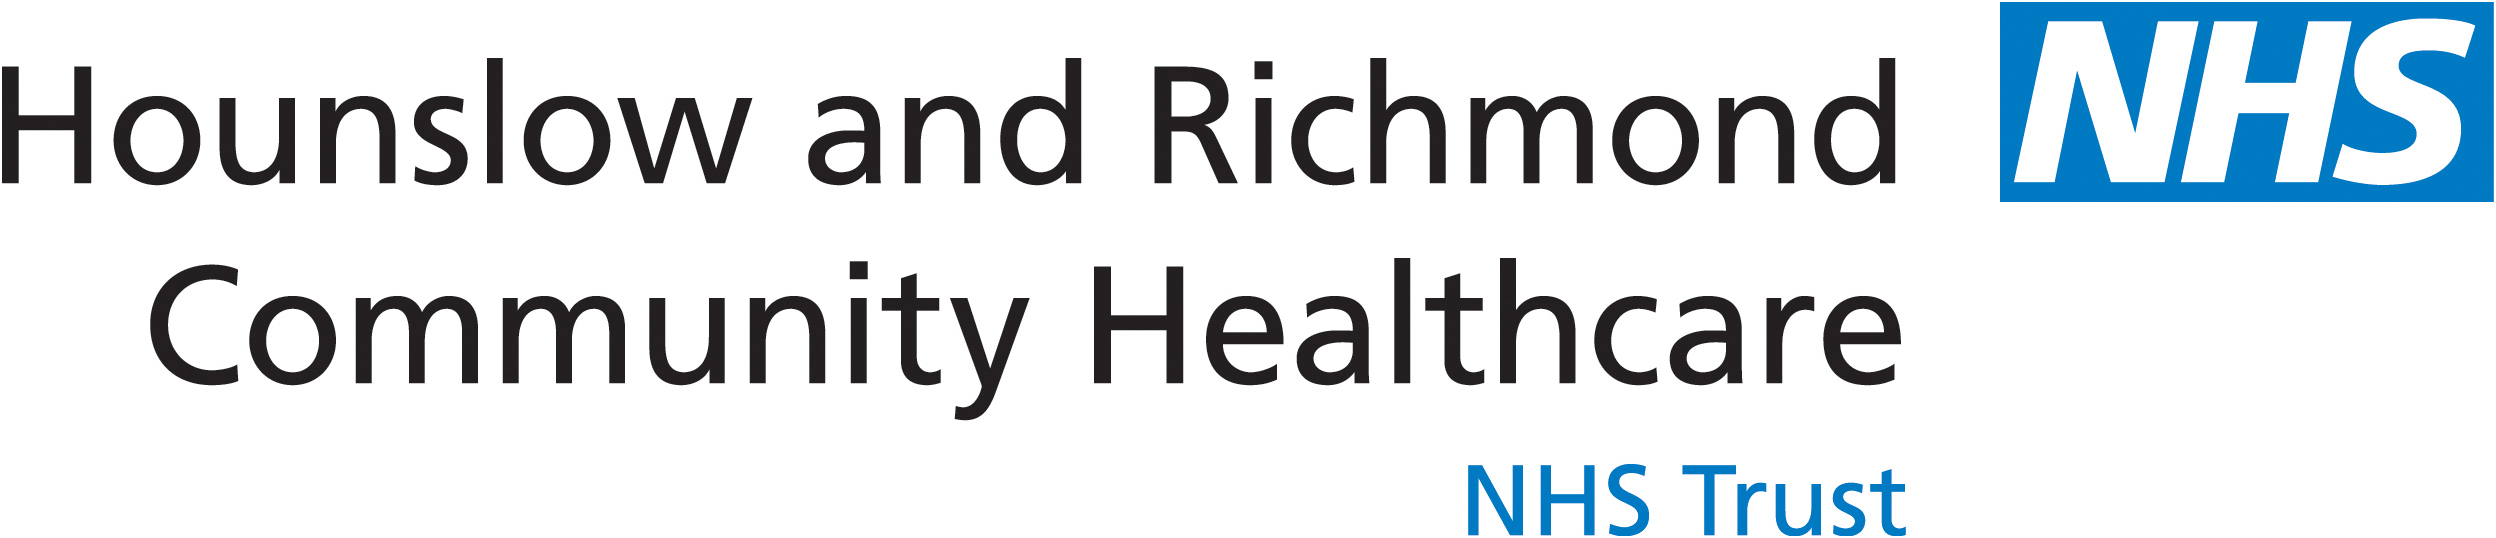 Hounslow and Richmond NHS
Community Healthcare
NHS Trust